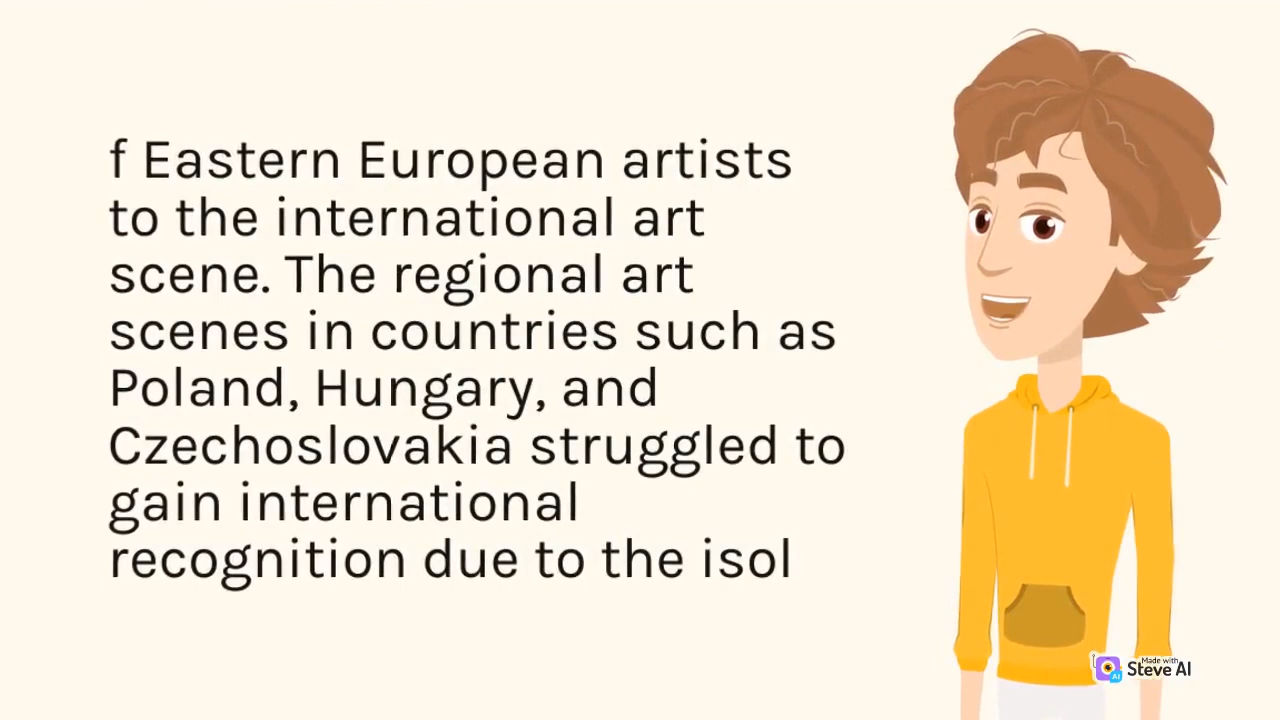 f Eastern European artists
to the international art
scene. The regional art
scenes in countries such as
Poland, Hungary, and
Czechoslovakia struggled to
gain international
recognition due to the isol
Made with
Steve AI
AI